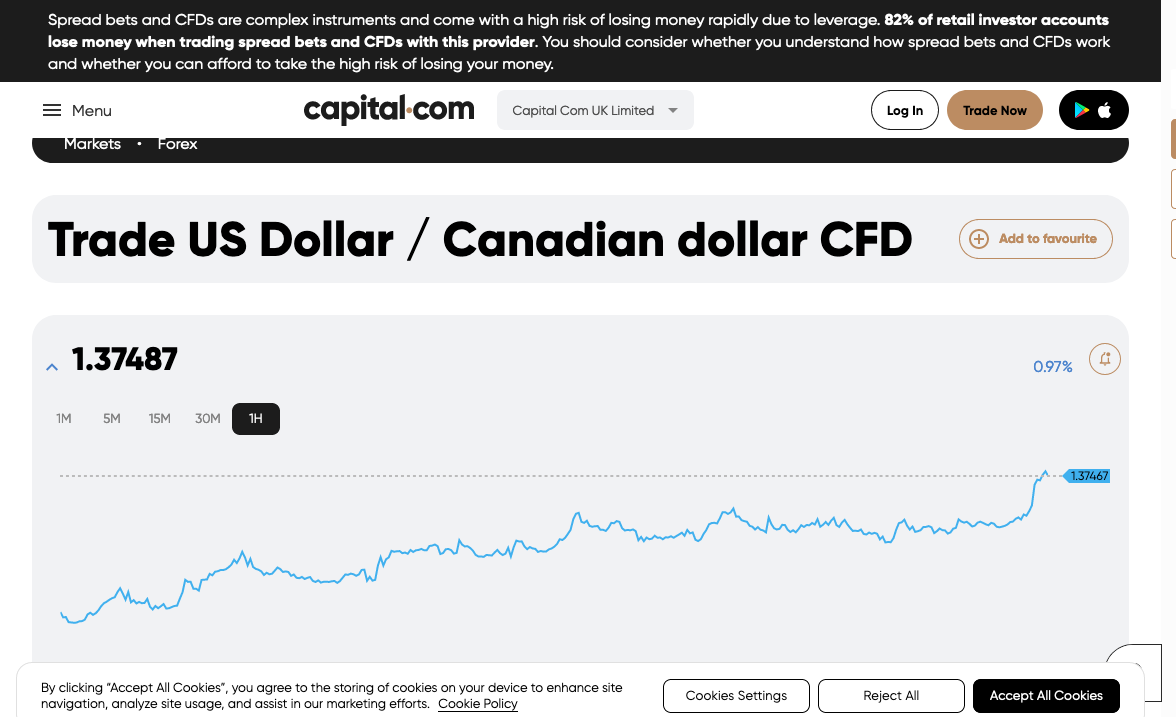 Spread bets and CFDs are complex instruments and come with a high risk of losing money rapidly due to leverage. 82% of retail investor accounts
lose money when trading spread bets and CFDs with this provider. You should consider whether you understand how spread bets and CFDs work
and whether you can afford to take the high risk of losing your money.
Menu
capital.com
Capital Com UK Limited
Log In
Trade Now
Markets • Forex
Trade US Dollar / Canadian dollar CFD
Add to favourite
1.37487
0.97%
1M 5M 15M 30M 1H
1.37467
By clicking “Accept All Cookies”, you agree to the storing of cookies on your device to enhance site
navigation, analyze site usage, and assist in our marketing efforts. Cookie Policy
Cookies Settings
Reject All
Accept All Cookies